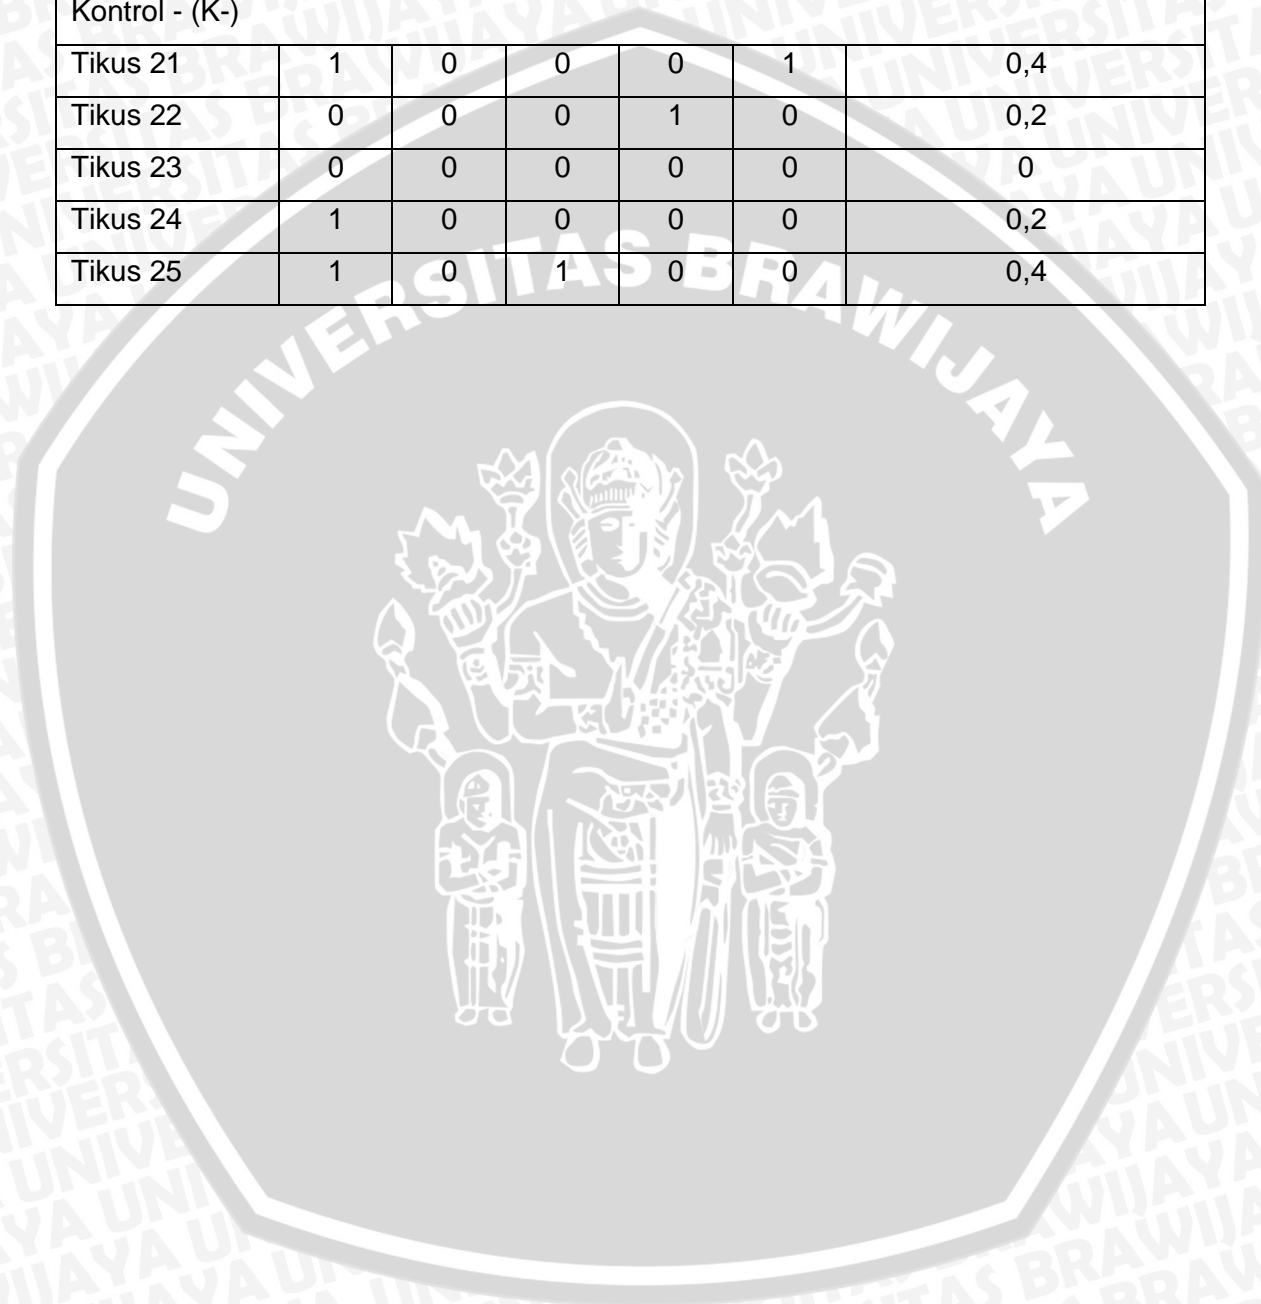 Kontrol - (K-)
Tikus 21 1 0 0 0 1 0,4
Tikus 22 0 0 0 1 0 0,2
Tikus 23 0 0 0 0 0 0
Tikus 24 1 0 0 0 0 0,2
Tikus 25 1 0 1 0 0 0,4
UNIVERSITAS BRAWIJAYA